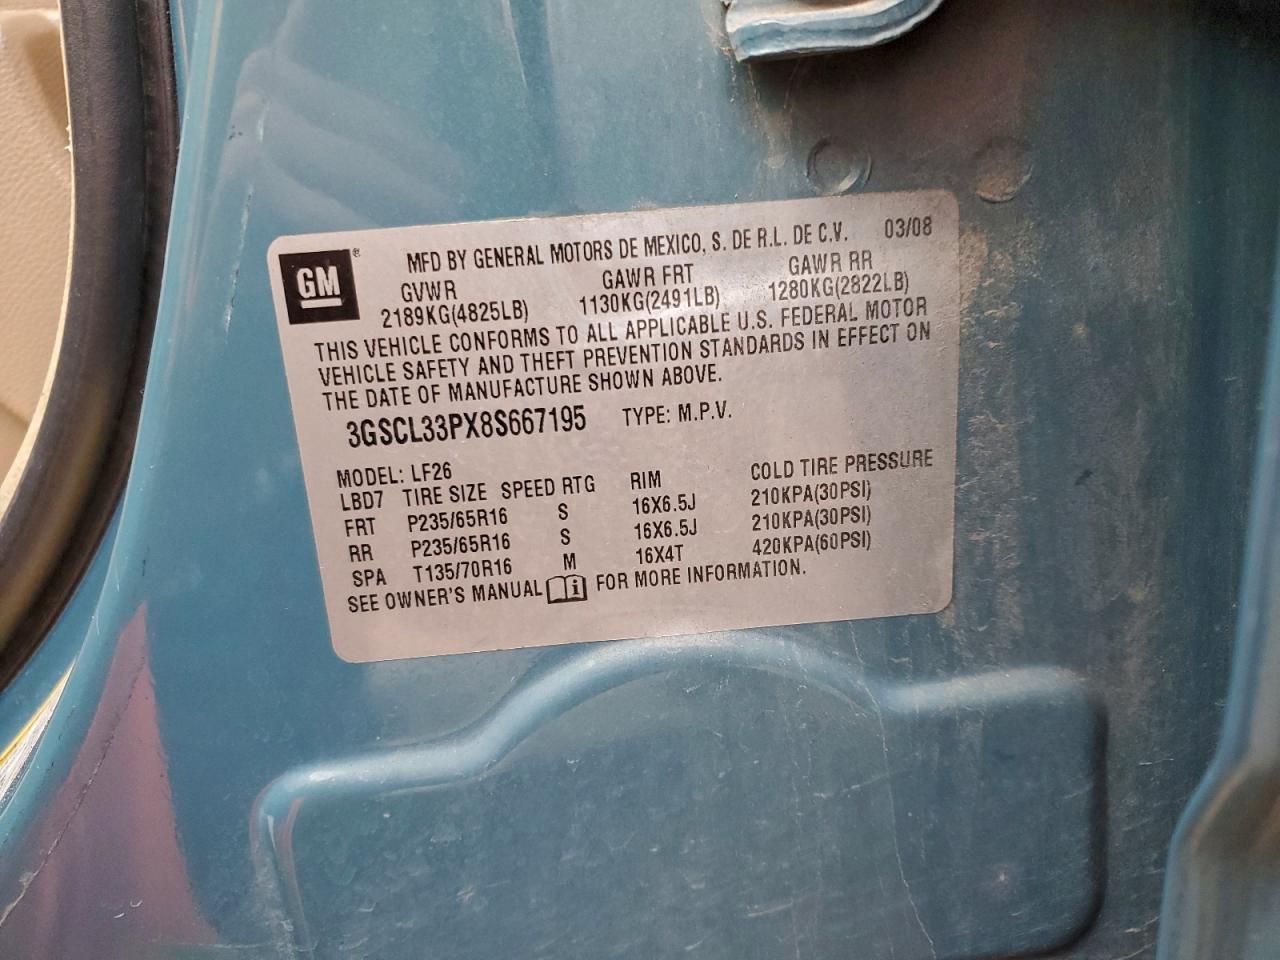 GM ® MFD BY GENERAL MOTORS DE MEXICO, S. DE R.L. DE C.V. 03/08
GVWR GAWR FRT GAWR RR
2189KG(4825LB) 1130KG(2491LB) 1280KG(2822LB)
THIS VEHICLE CONFORMS TO ALL APPLICABLE U.S. FEDERAL MOTOR
VEHICLE SAFETY AND THEFT PREVENTION STANDARDS IN EFFECT ON
THE DATE OF MANUFACTURE SHOWN ABOVE.
3GSCL33PX8S667195 TYPE: M.P.V.
MODEL: LF26
LBD7 TIRE SIZE SPEED RTG RIM COLD TIRE PRESSURE
FRT P235/65R16 S 16X6.5J 210KPA(30PSI)
RR P235/65R16 S 16X6.5J 210KPA(30PSI)
SPA T135/70R16 M 16X4T 420KPA(60PSI)
SEE OWNER'S MANUAL i FOR MORE INFORMATION.